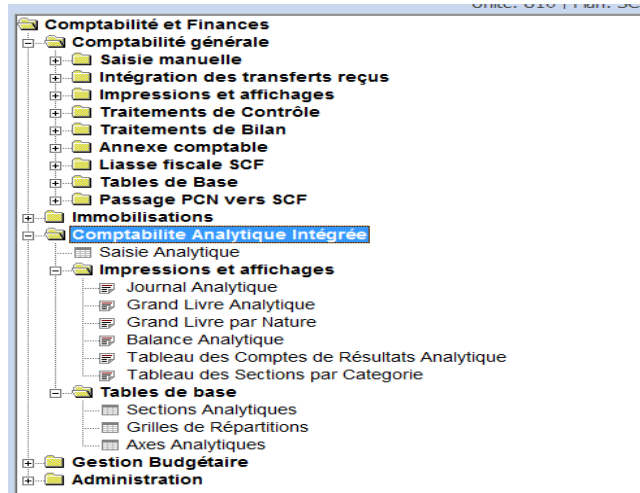 Unité: 010 | Plan: SC
Comptabilité et Finances
Comptabilité générale
Saisie manuelle
Intégration des transferts reçus
Impressions et affichages
Traitements de Contrôle
Traitements de Bilan
Annexe comptable
Liasse fiscale SCF
Tables de Base
Passage PCN vers SCF
Immobilisations
Comptabilite Analytique Intégrée
Saisie Analytique
Impressions et affichages
Journal Analytique
Grand Livre Analytique
Grand Livre par Nature
Balance Analytique
Tableau des Comptes de Résultats Analytique
Tableau des Sections par Categorie
Tables de base
Sections Analytiques
Grilles de Répartitions
Axes Analytiques
Gestion Budgétaire
Administration